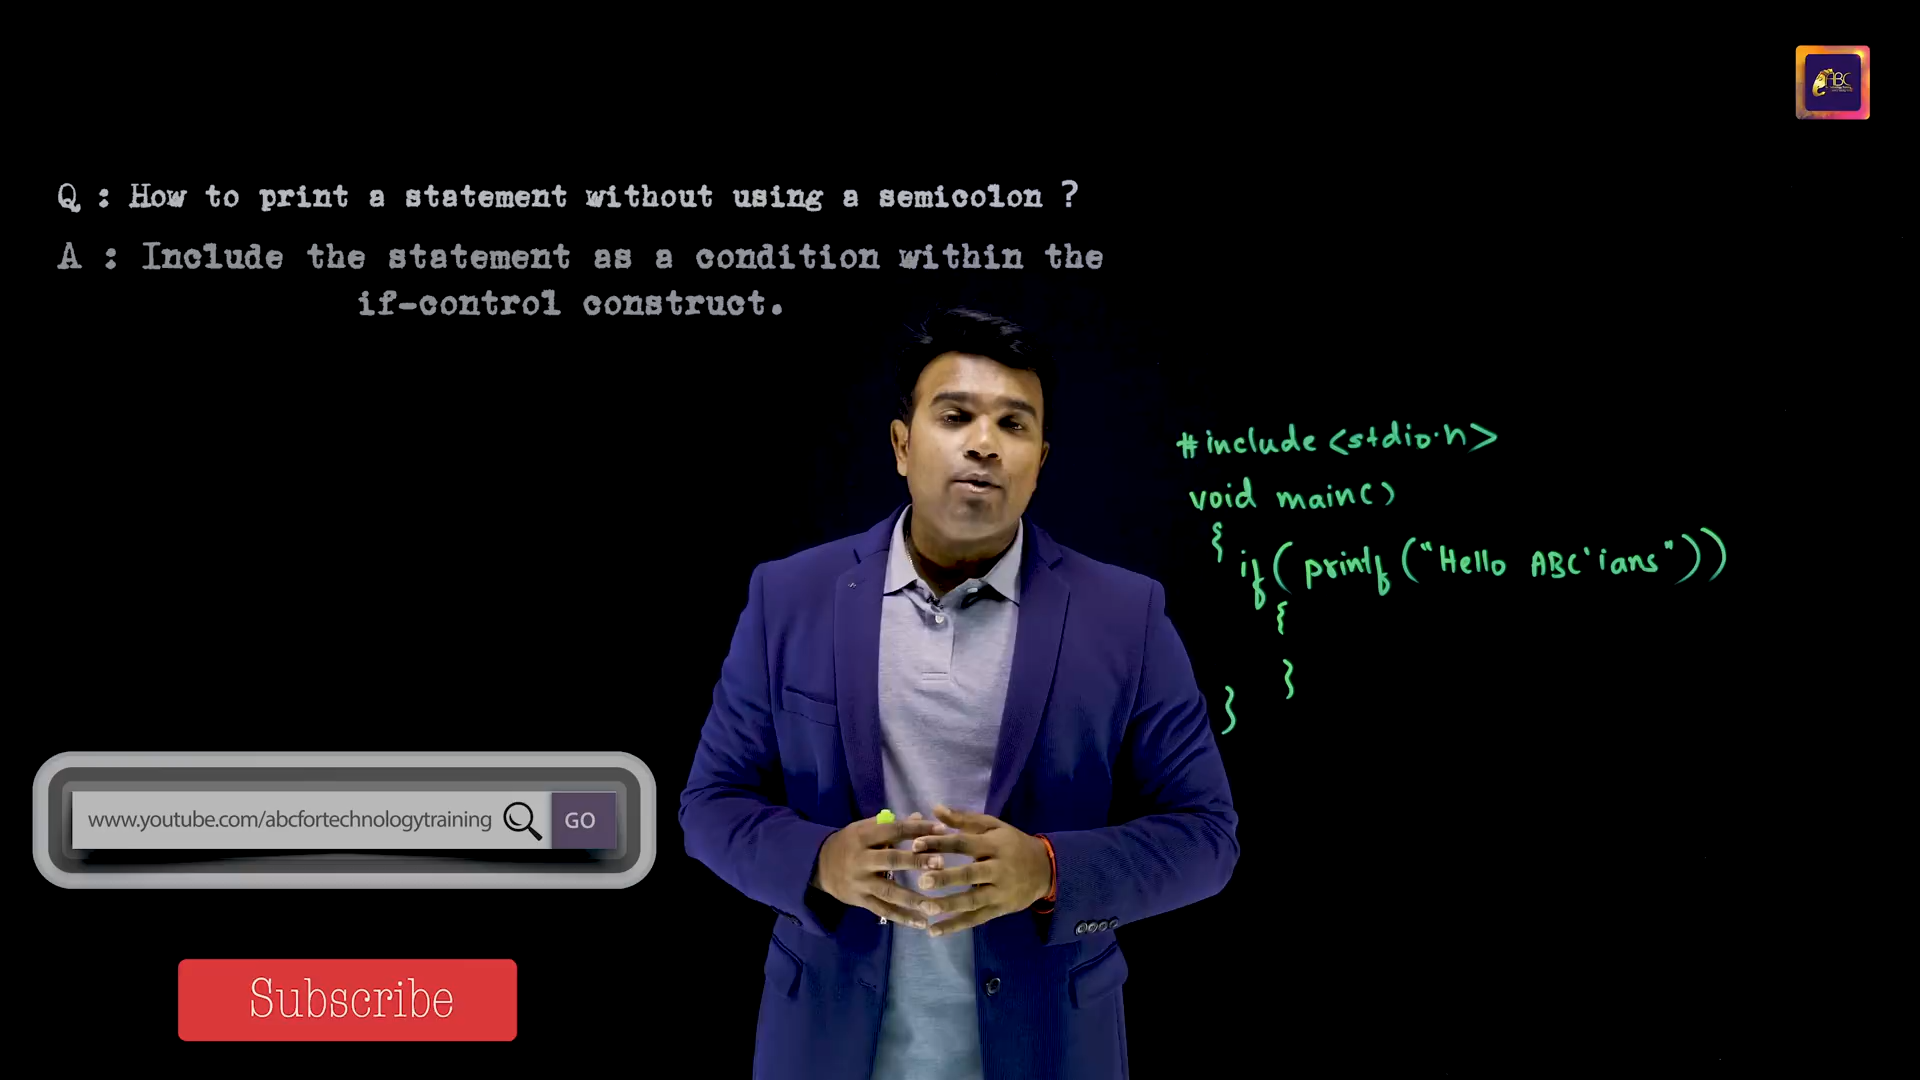 ABC
Q : How to print a statement without using a semicolon ?
A : Include the statement as a condition within the
if-control construct.
#include <stdio.h>
void main()
{
if(printf("Hello ABC'ians"))
{
}
}
www.youtube.com/abcfortechnologytraining GO
Subscribe